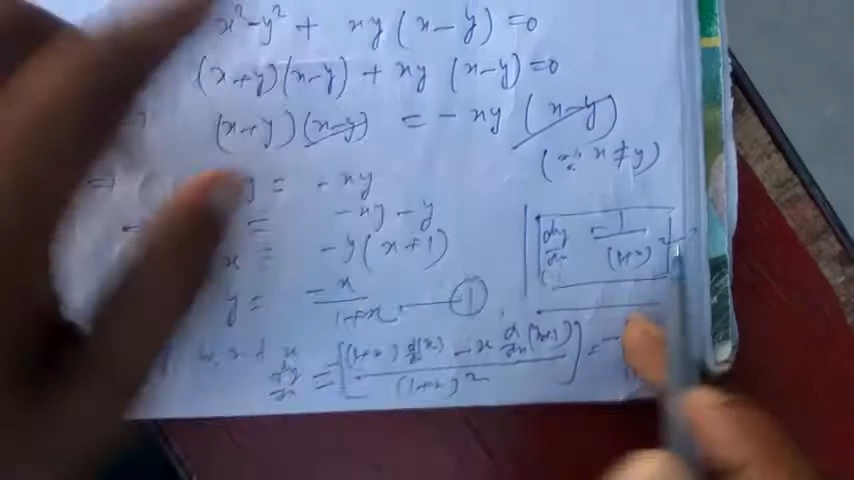 x²-y² + xy (x-y) =0
(x+y)(x-y) + xy (x-y) =0
(x+y)(x-y) = - xy (x-y)
(∵ x ≠ y)
⇒ y = - xy
= -xy - y
x = - y (x+1)
y = - x / 1+x ①
dy/dx = 1 / (1+x)²
w.r.t x
dy/dx = - [ (1+x) d/dx (x) - x d/dx (x+1) / (1+x)² ] = -